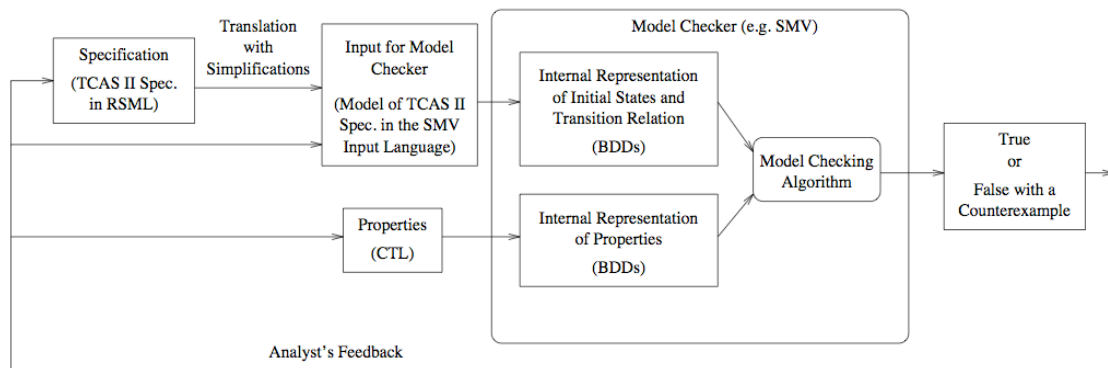 Translation
with
Simplifications
Specification
(TCAS II Spec.
in RSML)
Input for Model
Checker
(Model of TCAS II
Spec. in the SMV
Input Language)
Model Checker (e.g. SMV)
Internal Representation
of Initial States and
Transition Relation
(BDDs)
Model Checking
Algorithm
True
or
False with a
Counterexample
Properties
(CTL)
Internal Representation
of Properties
(BDDs)
Analyst's Feedback